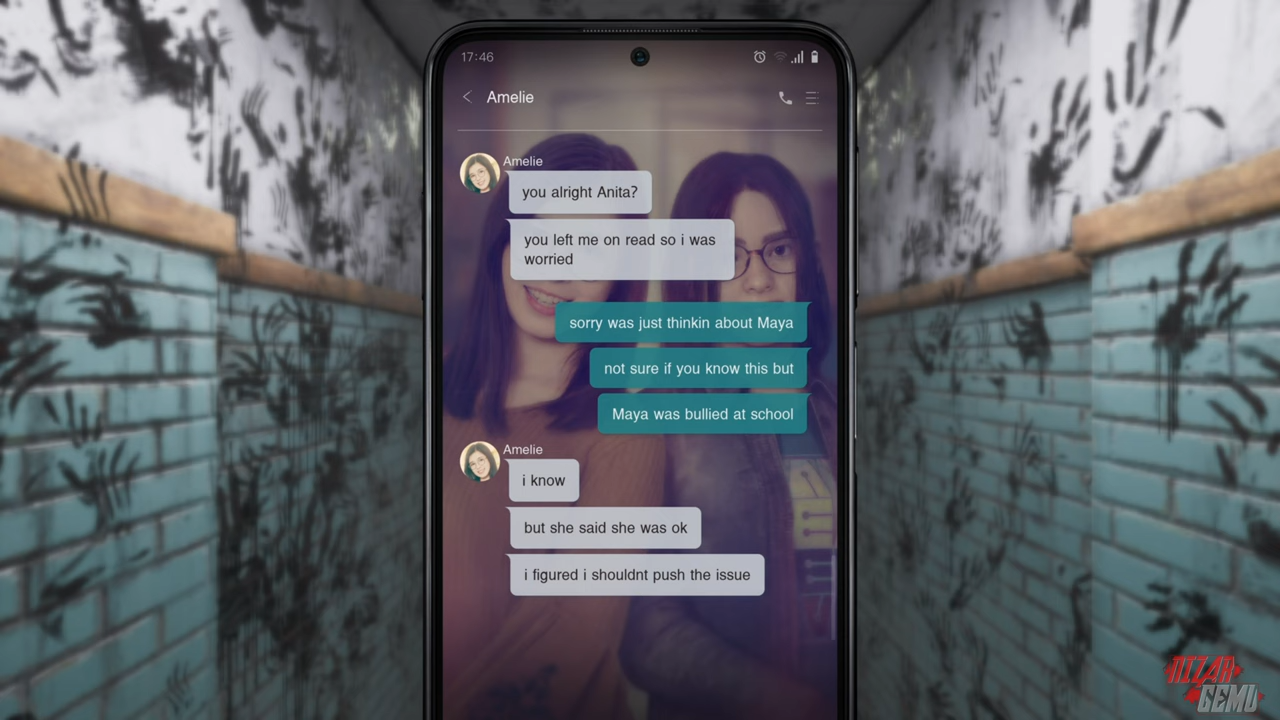 17:46
Amelie
Amelie
you alright Anita?
you left me on read so i was
worried
sorry was just thinkin about Maya
not sure if you know this but
Maya was bullied at school
Amelie
i know
but she said she was ok
i figured i shouldnt push the issue
NIZAR
GEMU